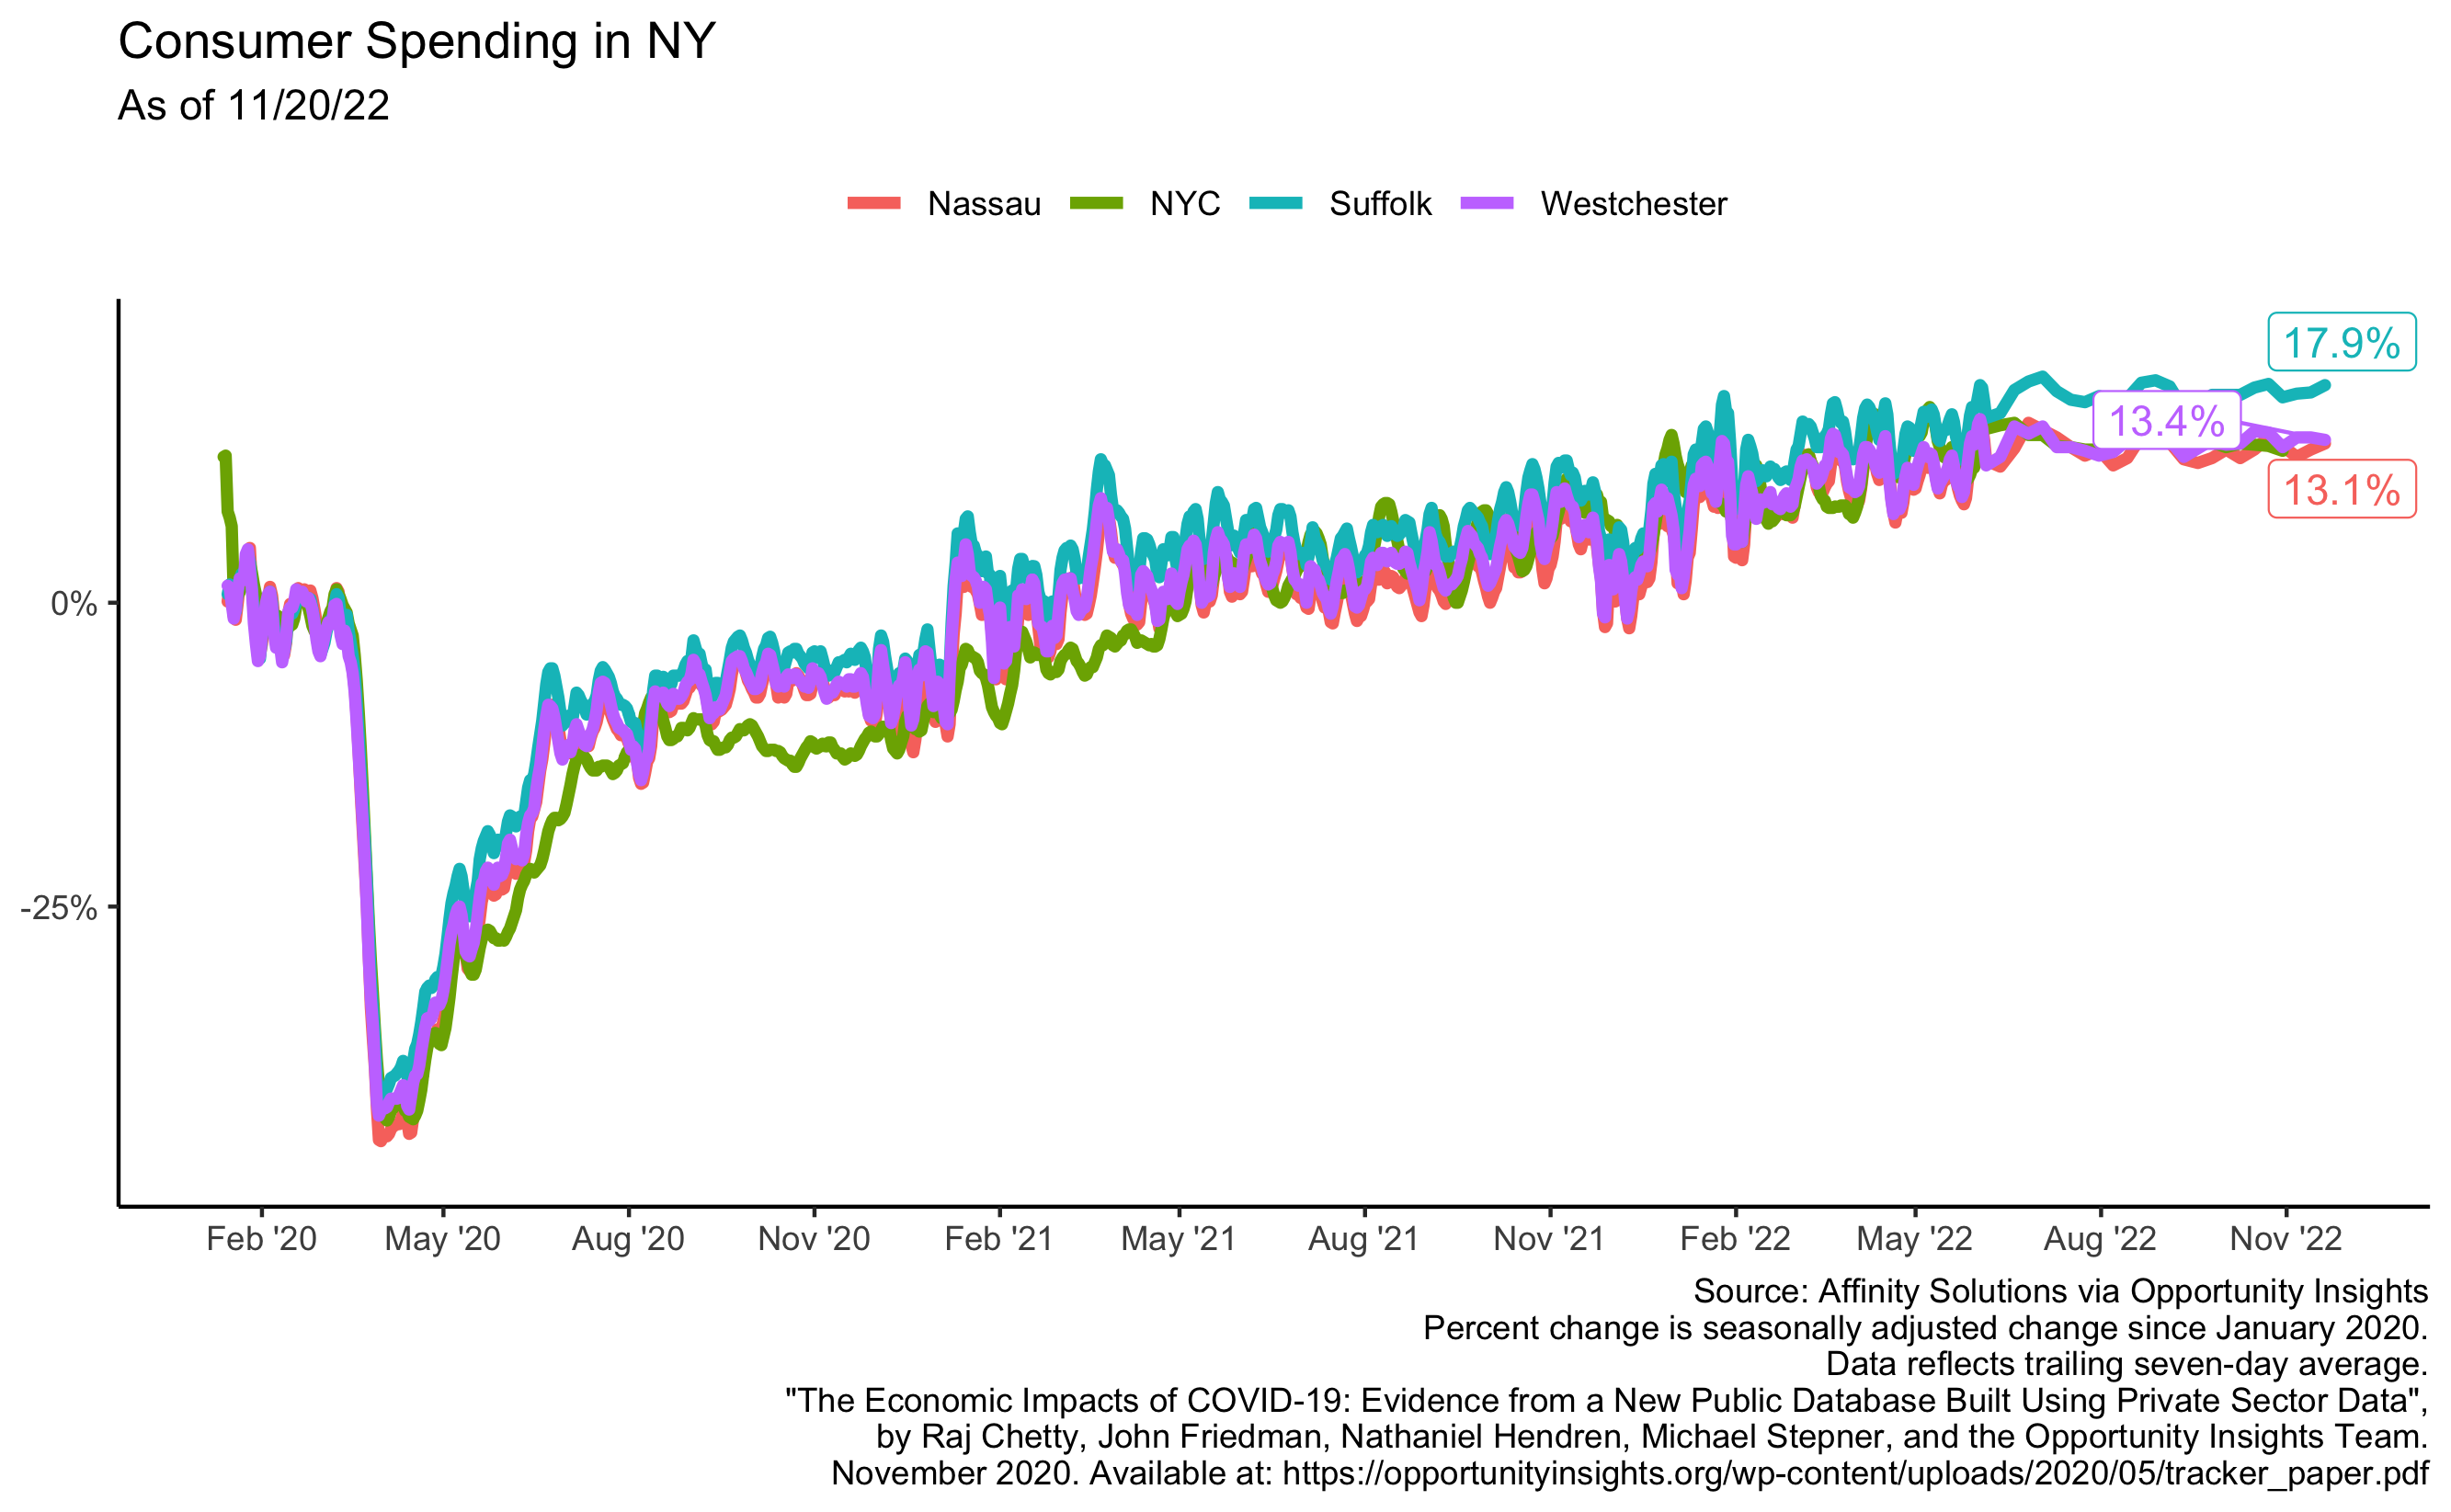 Consumer Spending in NY
As of 11/20/22
Nassau NYC Suffolk Westchester
17.9%
13.4%
13.1%
0%
-25%
Feb '20 May '20 Aug '20 Nov '20 Feb '21 May '21 Aug '21 Nov '21 Feb '22 May '22 Aug '22 Nov '22
Source: Affinity Solutions via Opportunity Insights
Percent change is seasonally adjusted change since January 2020.
Data reflects trailing seven-day average.
"The Economic Impacts of COVID-19: Evidence from a New Public Database Built Using Private Sector Data",
by Raj Chetty, John Friedman, Nathaniel Hendren, Michael Stepner, and the Opportunity Insights Team.
November 2020. Available at: https://opportunityinsights.org/wp-content/uploads/2020/05/tracker_paper.pdf